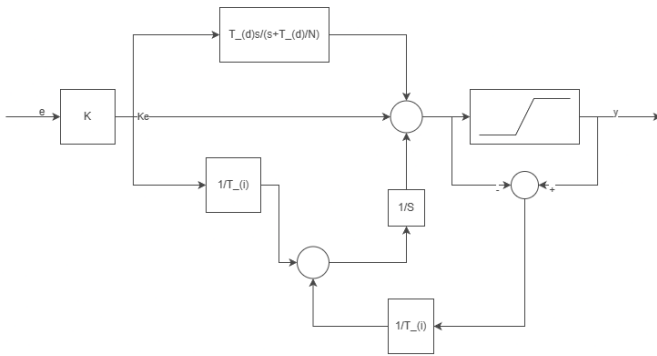 T_(d)s/(s+T_(d)/N)
e
K
Ke
y
1/T_(i)
- +
1/S
1/T_(i)